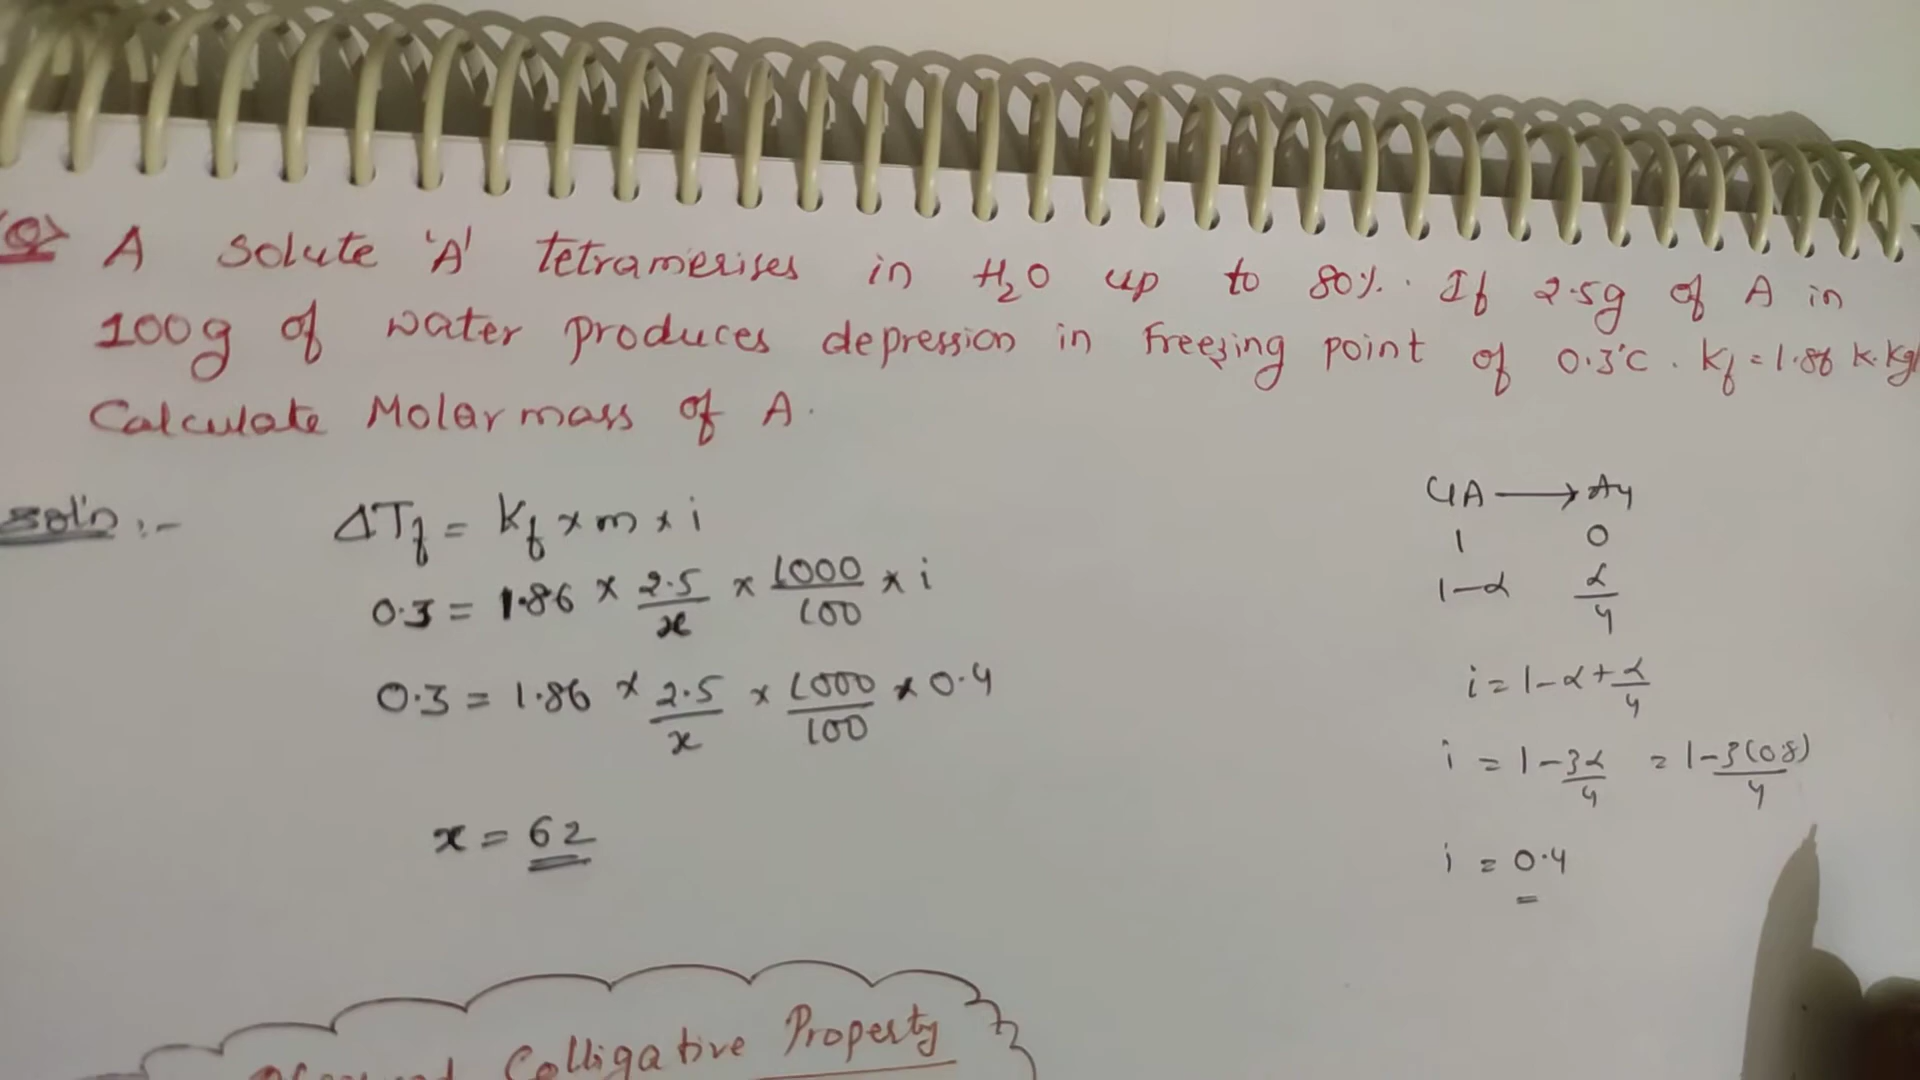 Q> A solute 'A' tetramerises in H₂O up to 80%. If 2.5g of A in
100g of water produces depression in Freezing point of 0.3°C. Kf = 1.86 K.Kg
Calculate Molar mass of A.
Sol'n :-
ΔTf = Kf × m × i
0.3 = 1.86 × 2.5/x × 1000/100 × i
0.3 = 1.86 × 2.5/x × 1000/100 × 0.4
x = 62
4A → A4
1 0
1-α α/4
i = 1-α+α/4
i = 1-3α/4 = 1-3(0.8)/4
i = 0.4
Colligative Property